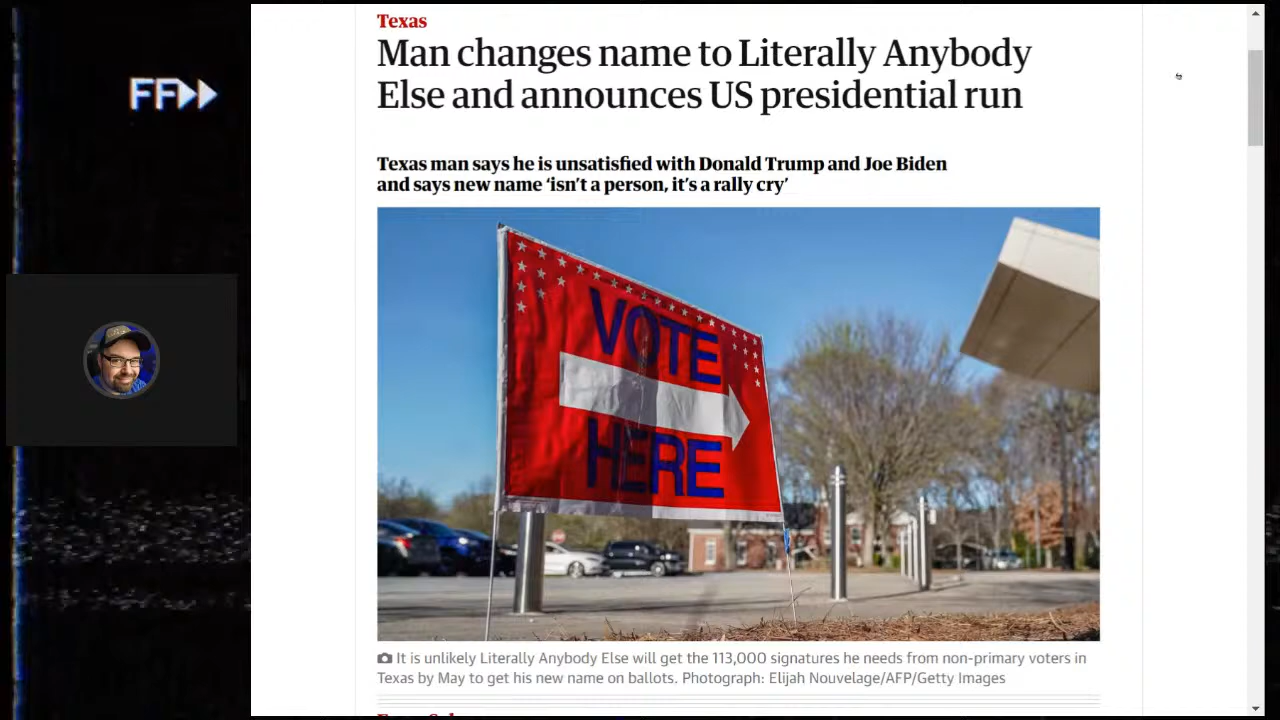 FF
Texas
Man changes name to Literally Anybody
Else and announces US presidential run
Texas man says he is unsatisfied with Donald Trump and Joe Biden
and says new name ‘isn’t a person, it’s a rally cry’
VOTE
HERE
It is unlikely Literally Anybody Else will get the 113,000 signatures he needs from non-primary voters in
Texas by May to get his new name on ballots. Photograph: Elijah Nouvelage/AFP/Getty Images